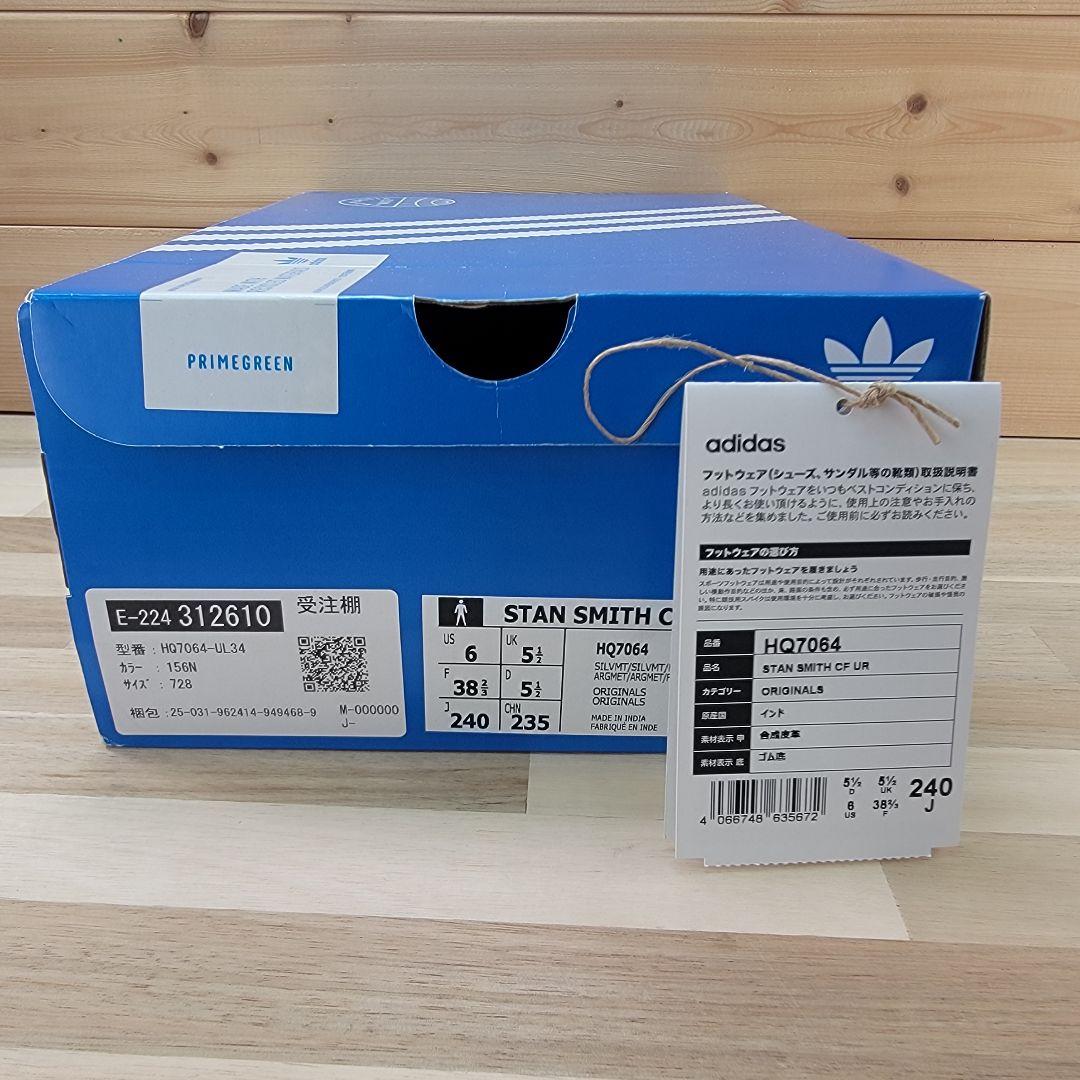 PRIMEGREEN
E-224 312610 受注棚
型番 : HQ7064-UL34
カラー : 156N
サイズ : 728
梱包 :25-031-962414-949468-9
M-000000
J-
STAN SMITH C
US
6
UK
5½
F
38⅔
D
5½
J
240
CHN
235
HQ7064
SILVMT/SILVMT/
ARGMET/ARGMET/
ORIGINALS
ORIGINALS
MADE IN INDIA
FABRIQUÉ EN INDE
adidas
フットウェア(シューズ、サンダル等の靴類)取扱説明書
adidas フットウェアをいつもベストコンディションに保ち、
より長くお使い頂けるように、使用上の注意やお手入れの
方法などを集めました。ご使用前に必ずお読みください。
フットウェアの選び方
用途にあったフットウェアを履きましょう
品番 HQ7064
品名 STAN SMITH CF UR
カテゴリー ORIGINALS
原産国 インド
素材表示 甲 合成皮革
素材表示 底 ゴム底
4 066748 635672
5½ D
5½ UK
6 US
38⅔ F
240 J